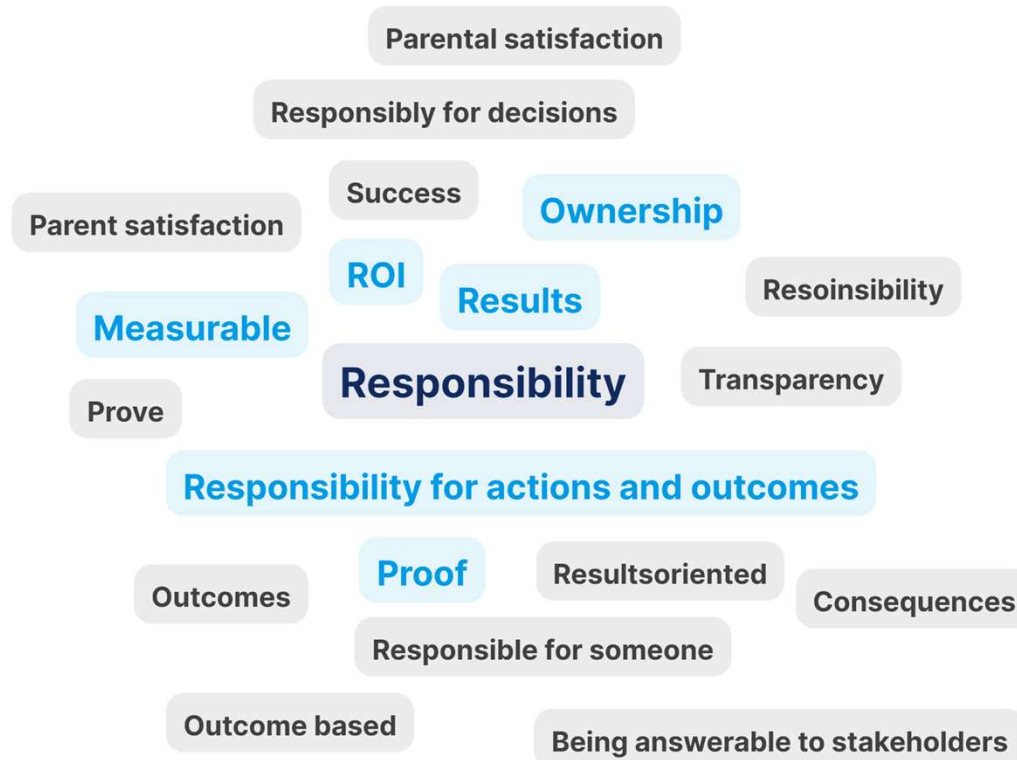 Parental satisfaction
Responsibly for decisions
Success
Ownership
Parent satisfaction
ROI
Results
Resoinsibility
Measurable
Responsibility
Transparency
Prove
Responsibility for actions and outcomes
Proof
Resultsoriented
Outcomes
Consequences
Responsible for someone
Outcome based
Being answerable to stakeholders